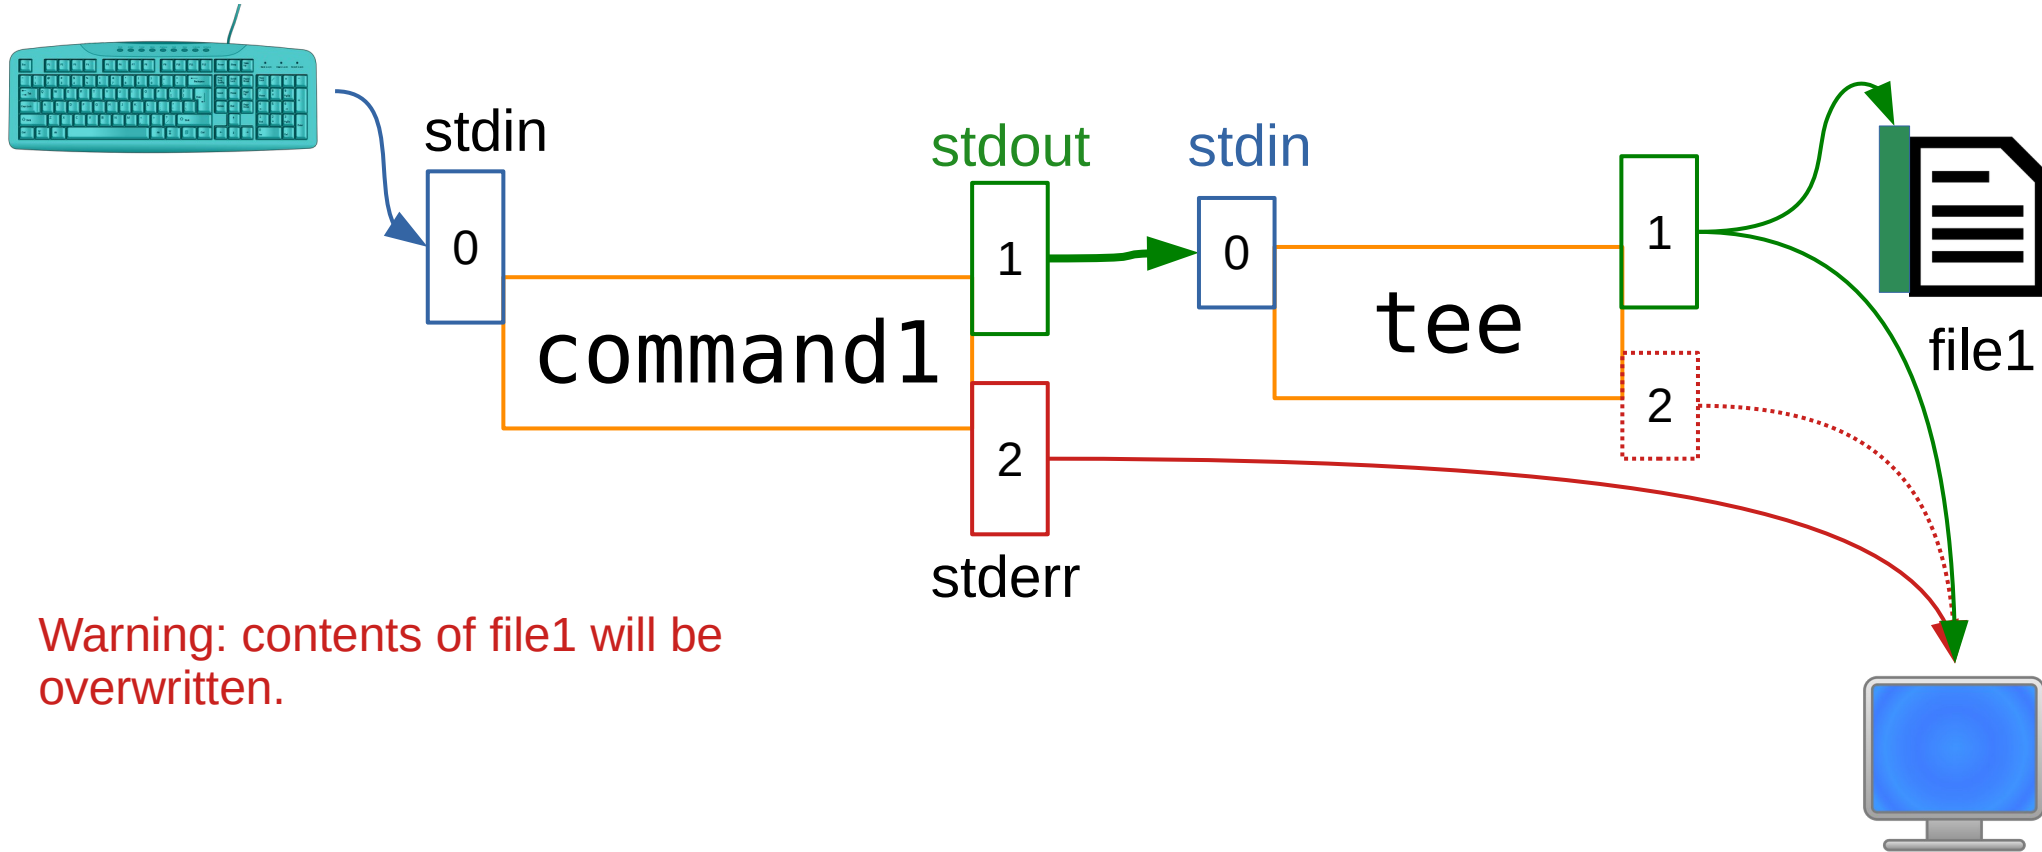 stdin
stdout
stdin
0
1
0
1
command1
tee
file1
2
2
stderr
Warning: contents of file1 will be
overwritten.